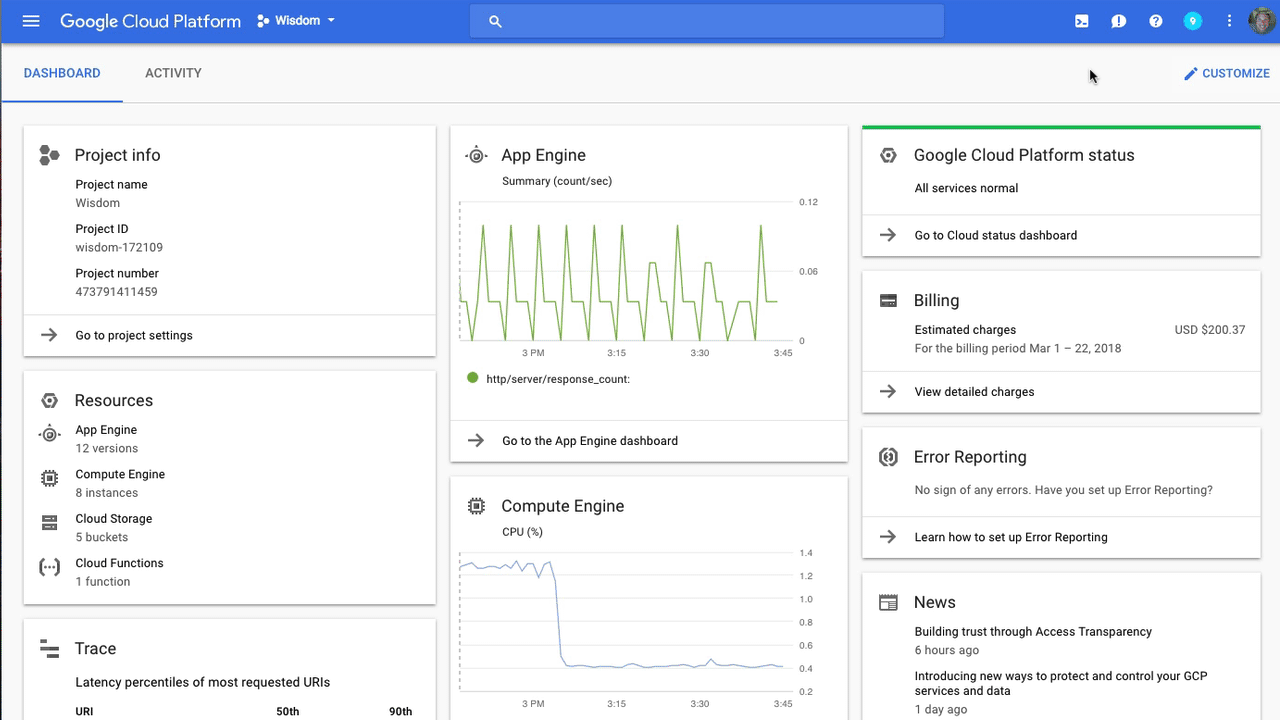 Google Cloud Platform
Wisdom
9
DASHBOARD
ACTIVITY
CUSTOMIZE
Project info
Project name
Wisdom
Project ID
wisdom-172109
Project number
473791411459
Go to project settings
Resources
App Engine
12 versions
Compute Engine
8 instances
Cloud Storage
5 buckets
Cloud Functions
1 function
Trace
Latency percentiles of most requested URIs
URI 50th 90th
App Engine
Summary (count/sec)
0.12
0.06
0
3 PM 3:15 3:30 3:45
http/server/response_count:
Go to the App Engine dashboard
Compute Engine
CPU (%)
1.4
1.2
1.0
0.8
0.6
0.4
0.2
3 PM 3:15 3:30 3:45
Google Cloud Platform status
All services normal
Go to Cloud status dashboard
Billing
Estimated charges USD $200.37
For the billing period Mar 1 – 22, 2018
View detailed charges
Error Reporting
No sign of any errors. Have you set up Error Reporting?
Learn how to set up Error Reporting
News
Building trust through Access Transparency
6 hours ago
Introducing new ways to protect and control your GCP
services and data
1 day ago